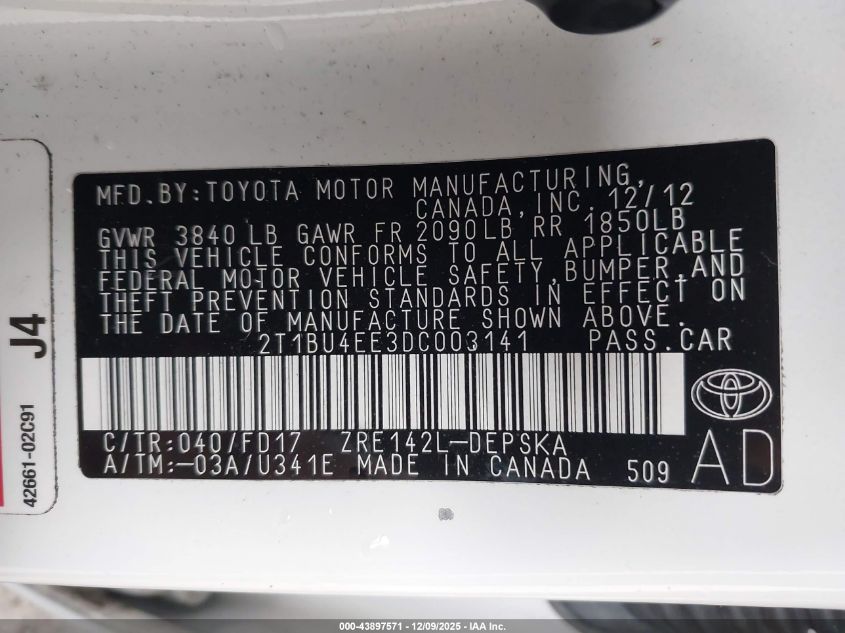 MFD.BY:TOYOTA MOTOR MANUFACTURING,
CANADA,INC. 12/12
GVWR 3840 LB GAWR FR 2090LB RR 1850LB
THIS VEHICLE CONFORMS TO ALL APPLICABLE
FEDERAL MOTOR VEHICLE SAFETY,BUMPER,AND
THEFT PREVENTION STANDARDS IN EFFECT ON
THE DATE OF MANUFACTURE SHOWN ABOVE.
2T1BU4EE3DC003141 PASS.CAR
C/TR:040/FD17 ZRE142L-DEPSKA
A/TM:-03A/U341E MADE IN CANADA 509
AD
J4
42661-02C91
000-43897571 | 12/09/2025 - IAA Inc.